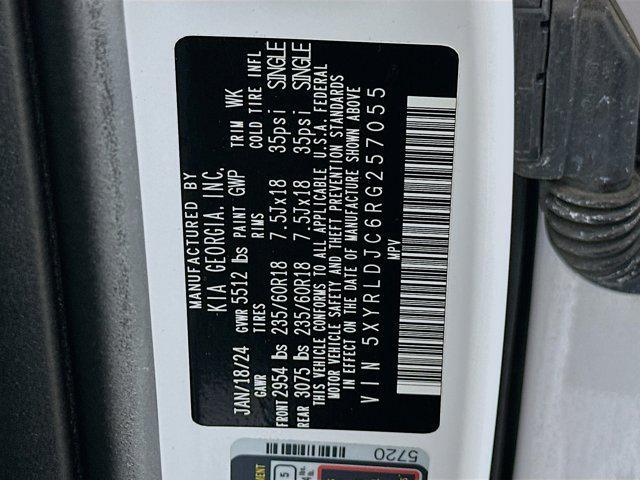 MANUFACTURED BY
KIA GEORGIA, INC.
JAN/18/24 GVWR 5512 lbs PAINT GWP TRIM WK
GAWR TIRES RIMS COLD TIRE INFL
FRONT 2954 lbs 235/60R18 7.5Jx18 35psi SINGLE
REAR 3075 lbs 235/60R18 7.5Jx18 35psi SINGLE
THIS VEHICLE CONFORMS TO ALL APPLICABLE U.S.A. FEDERAL
MOTOR VEHICLE SAFETY AND THEFT PREVENTION STANDARDS
IN EFFECT ON THE DATE OF MANUFACTURE SHOWN ABOVE
VIN 5XYRLDJC6RG257055
MPV
5720
5